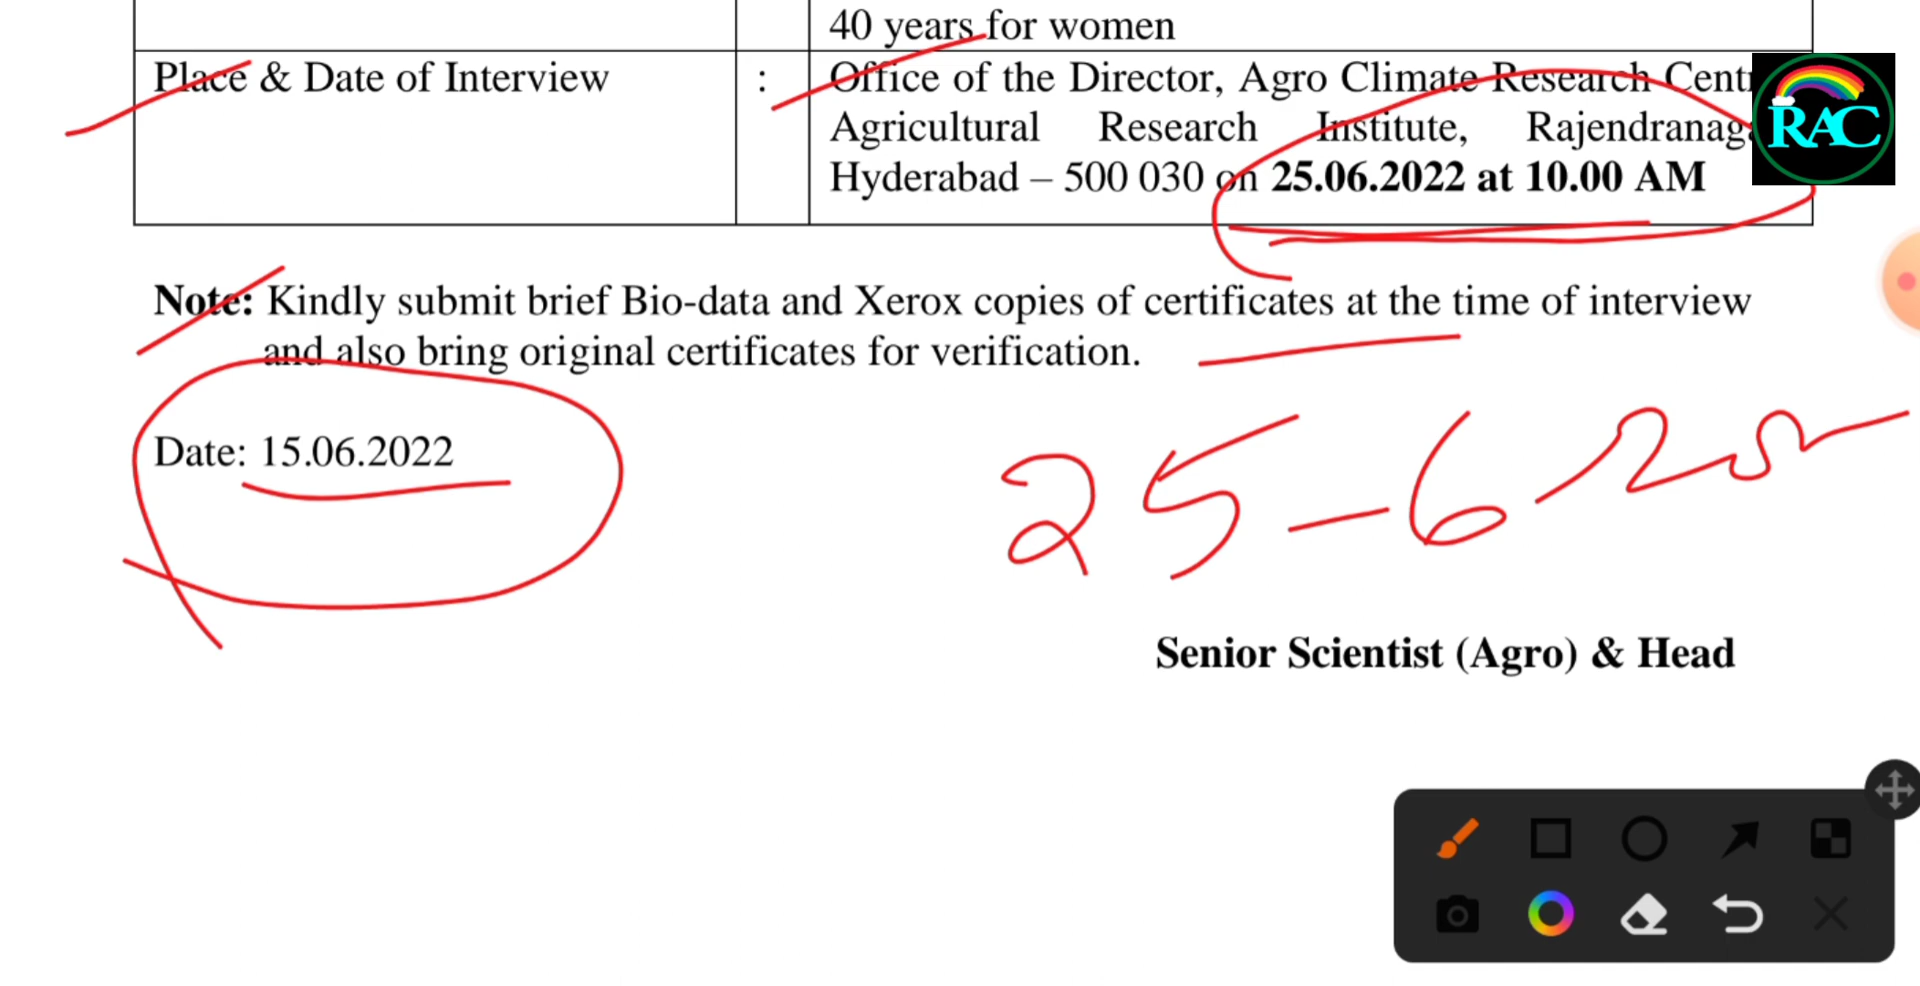 40 years for women
Place & Date of Interview : Office of the Director, Agro Climate Research Cent
Agricultural Research Institute, Rajendranag
Hyderabad – 500 030 on 25.06.2022 at 10.00 AM
RAC
Note: Kindly submit brief Bio-data and Xerox copies of certificates at the time of interview
and also bring original certificates for verification.
Date: 15.06.2022
25-6-20
Senior Scientist (Agro) & Head